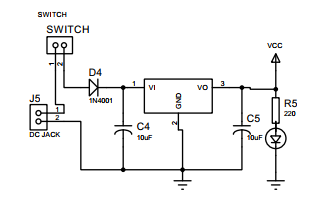 SWITCH
SWITCH
1 2
VCC
D4
1N4001
1 VI VO 3
GND
2
J5
1
2
DC JACK
C4
10uF
C5
10uF
R5
220